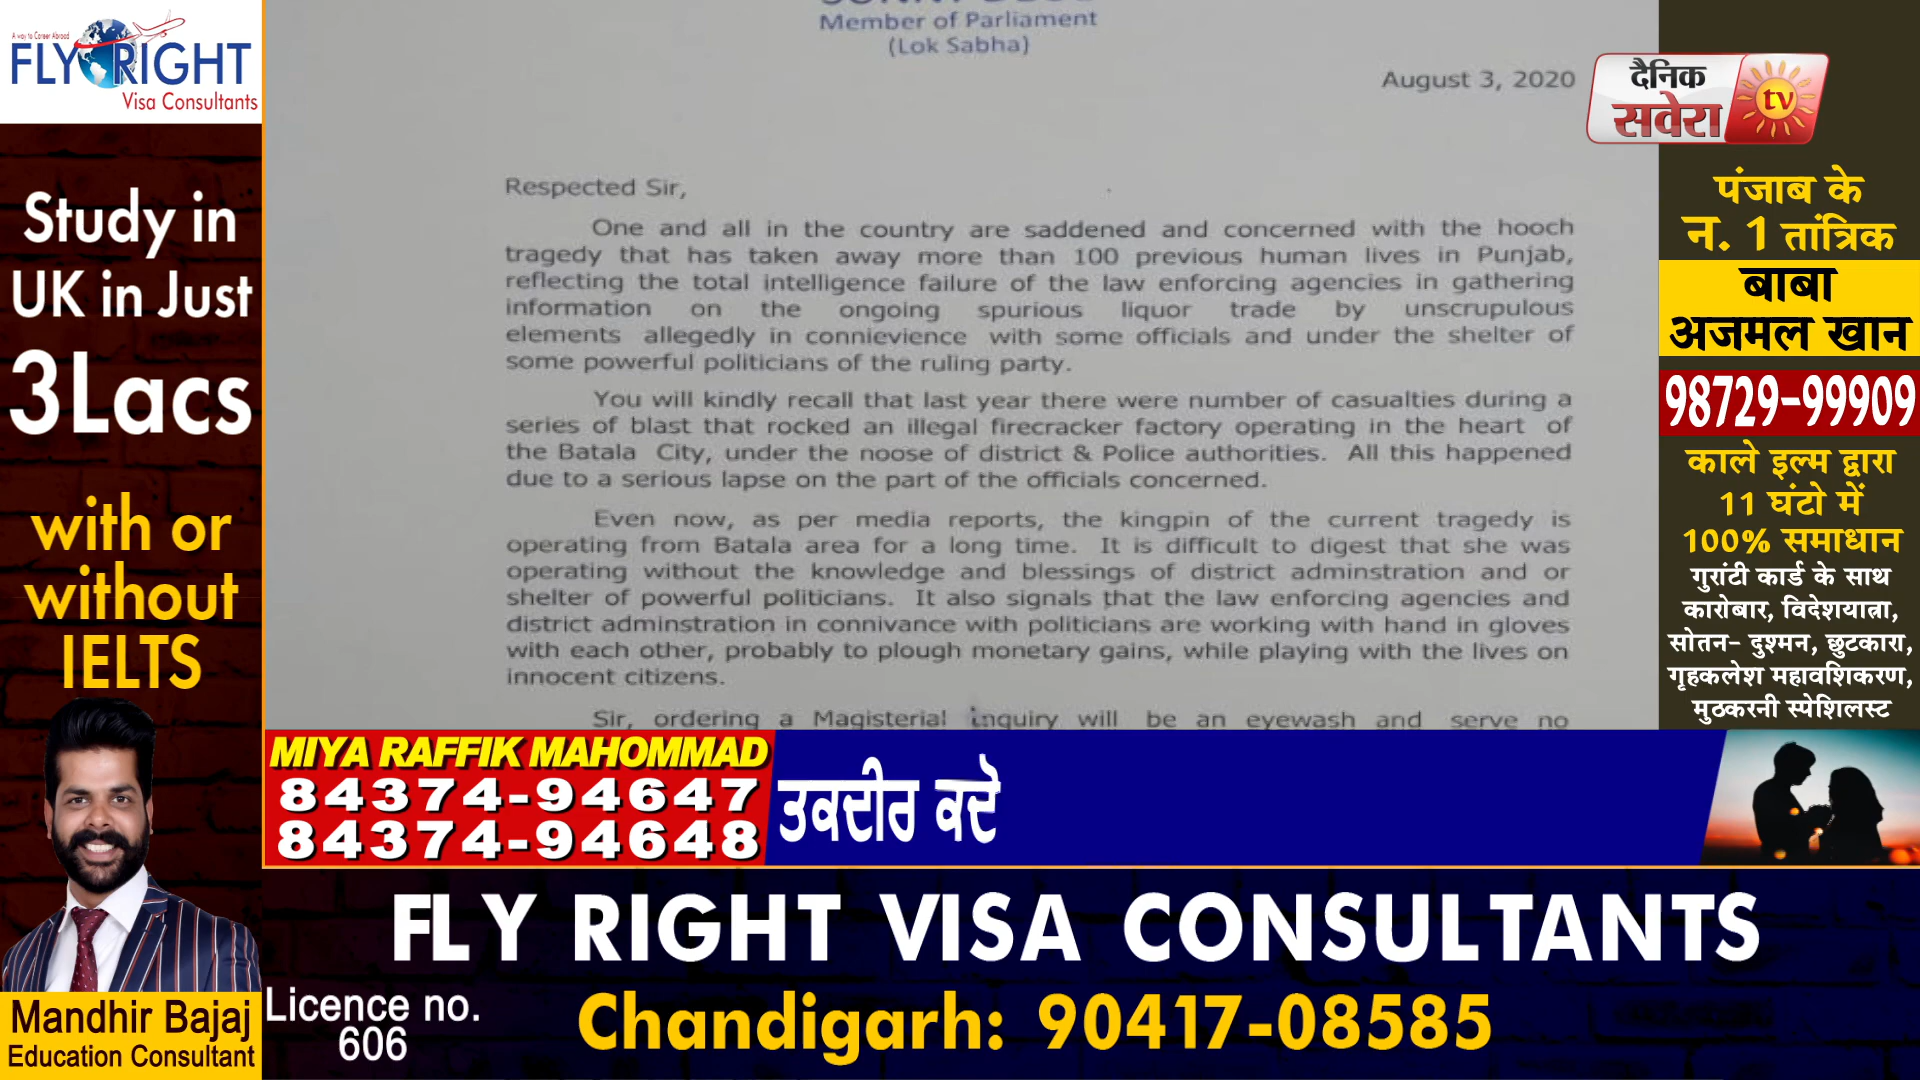 A way to Career Abroad
FLY RIGHT
Visa Consultants
Study in
UK in Just
3Lacs
with or
without
IELTS
Mandhir Bajaj
Education Consultant
Member of Parliament
(Lok Sabha)
August 3, 2020
Respected Sir,
One and all in the country are saddened and concerned with the hooch
tragedy that has taken away more than 100 previous human lives in Punjab,
reflecting the total intelligence failure of the law enforcing agencies in gathering
information on the ongoing spurious liquor trade by unscrupulous
elements allegedly in connievience with some officials and under the shelter of
some powerful politicians of the ruling party.
You will kindly recall that last year there were number of casualties during a
series of blast that rocked an illegal firecracker factory operating in the heart of
the Batala City, under the noose of district & Police authorities. All this happened
due to a serious lapse on the part of the officials concerned.
Even now, as per media reports, the kingpin of the current tragedy is
operating from Batala area for a long time. It is difficult to digest that she was
operating without the knowledge and blessings of district adminstration and or
shelter of powerful politicians. It also signals that the law enforcing agencies and
district adminstration in connivance with politicians are working with hand in gloves
with each other, probably to plough monetary gains, while playing with the lives on
innocent citizens.
Sir, ordering a Magisterial inquiry will be an eyewash and serve no
दैनिक
सवेरा
tv
पंजाब के
न. 1 तांत्रिक
बाबा
अजमल खान
98729-99909
काले इल्म द्वारा
11 घंटो में
100% समाधान
गुरांटी कार्ड के साथ
कारोबार, विदेशयात्रा,
सोतन- दुश्मन, छुटकारा,
गृहकलेश महावशिकरण,
मुठकरनी स्पेशिलस्ट
MIYA RAFFIK MAHOMMAD
84374-94647
84374-94648
ਤਕਦੀਰ ਕਦੋ
FLY RIGHT VISA CONSULTANTS
Licence no.
606
Chandigarh: 90417-08585